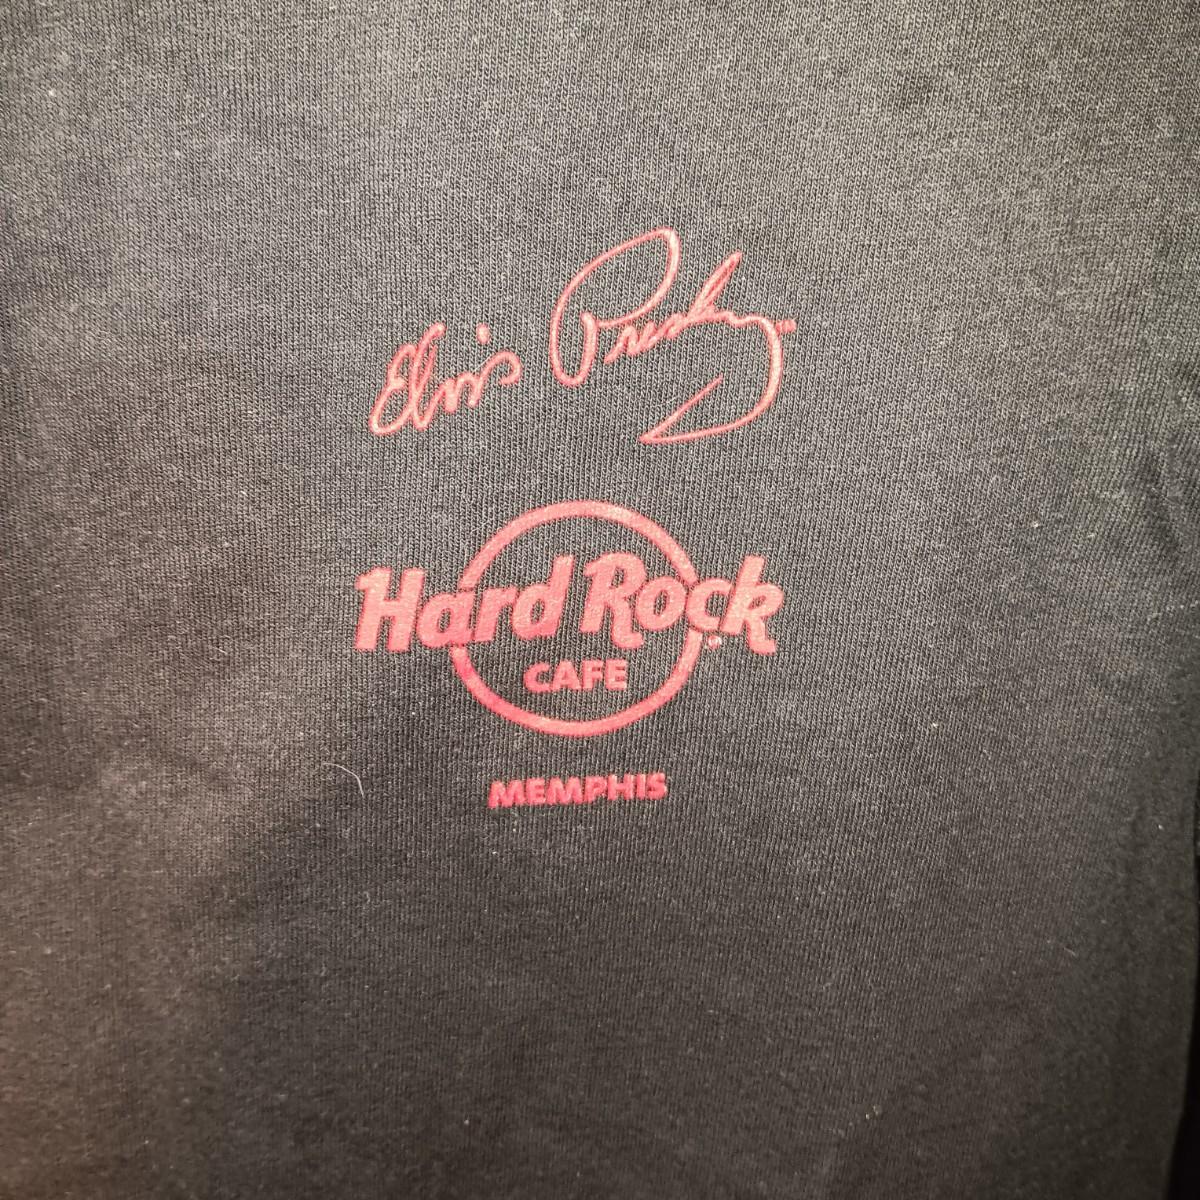 Elvis Presley
Hard Rock
CAFE
MEMPHIS